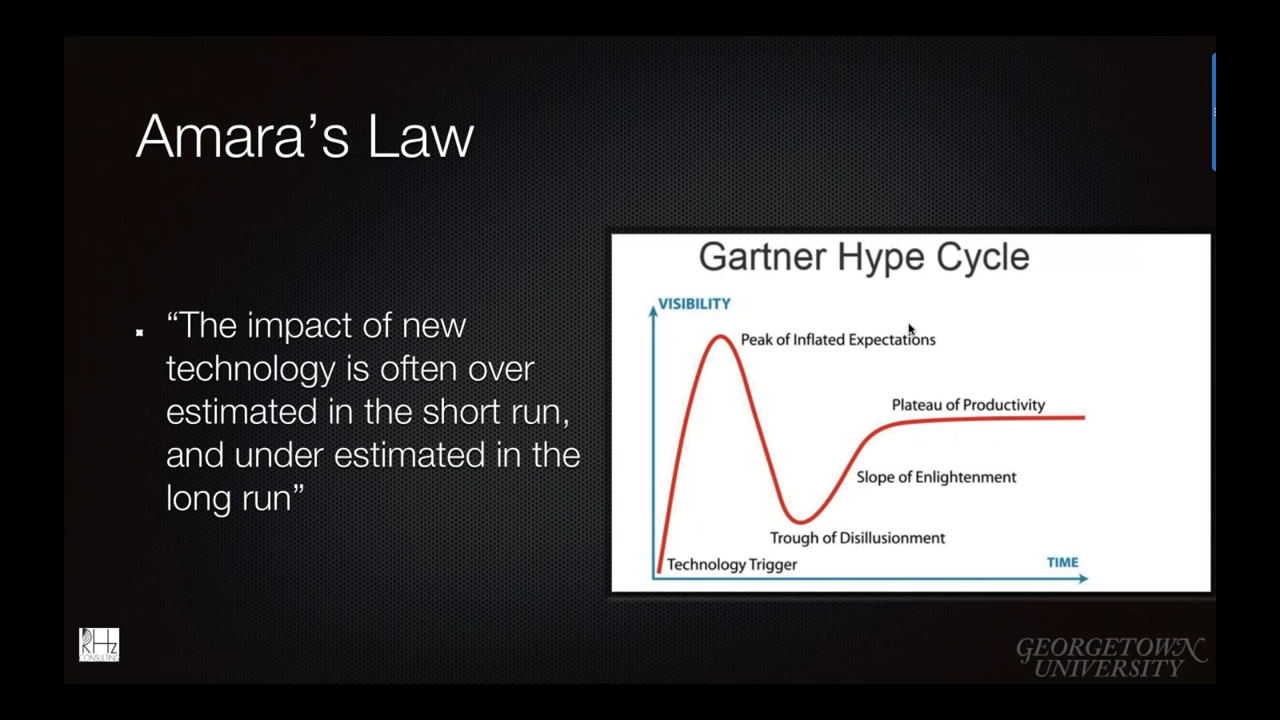 Amara’s Law
“The impact of new
technology is often over
estimated in the short run,
and under estimated in the
long run”
Gartner Hype Cycle
VISIBILITY
Peak of Inflated Expectations
Plateau of Productivity
Slope of Enlightenment
Trough of Disillusionment
Technology Trigger
TIME
RHz
CONSULTING
GEORGETOWN
UNIVERSITY